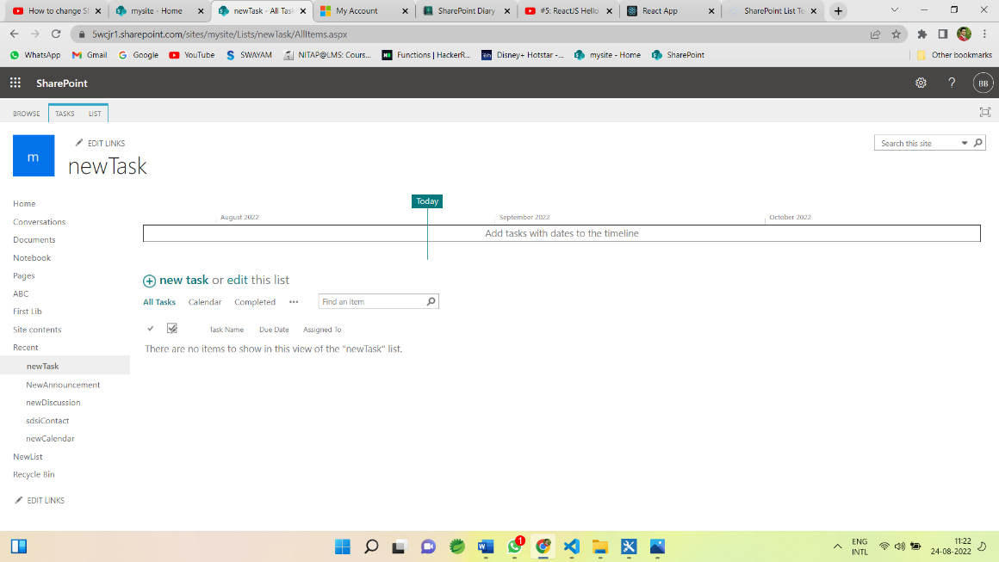 How to change Sh
mysite - Home
newTask - All Task
My Account
SharePoint Diary
#5: ReactJS Hello
React App
SharePoint List Te
5wcjr1.sharepoint.com/sites/mysite/Lists/newTask/AllItems.aspx
WhatsApp
Gmail
Google
YouTube
SWAYAM
NITAP@LMS: Cours...
Functions | HackerR...
Disney+ Hotstar -...
mysite - Home
SharePoint
Other bookmarks
SharePoint
?
BB
BROWSE
TASKS
LIST
m
EDIT LINKS
Search this site
newTask
Home
Conversations
Documents
Notebook
Pages
ABC
First Lib
Site contents
Recent
newTask
NewAnnouncement
newDiscussion
sdsiContact
newCalendar
NewList
Recycle Bin
EDIT LINKS
Today
August 2022
September 2022
October 2022
Add tasks with dates to the timeline
new task or edit this list
All Tasks
Calendar
Completed
Find an item
Task Name
Due Date
Assigned To
There are no items to show in this view of the "newTask" list.
1
ENG
INTL
11:22
24-08-2022